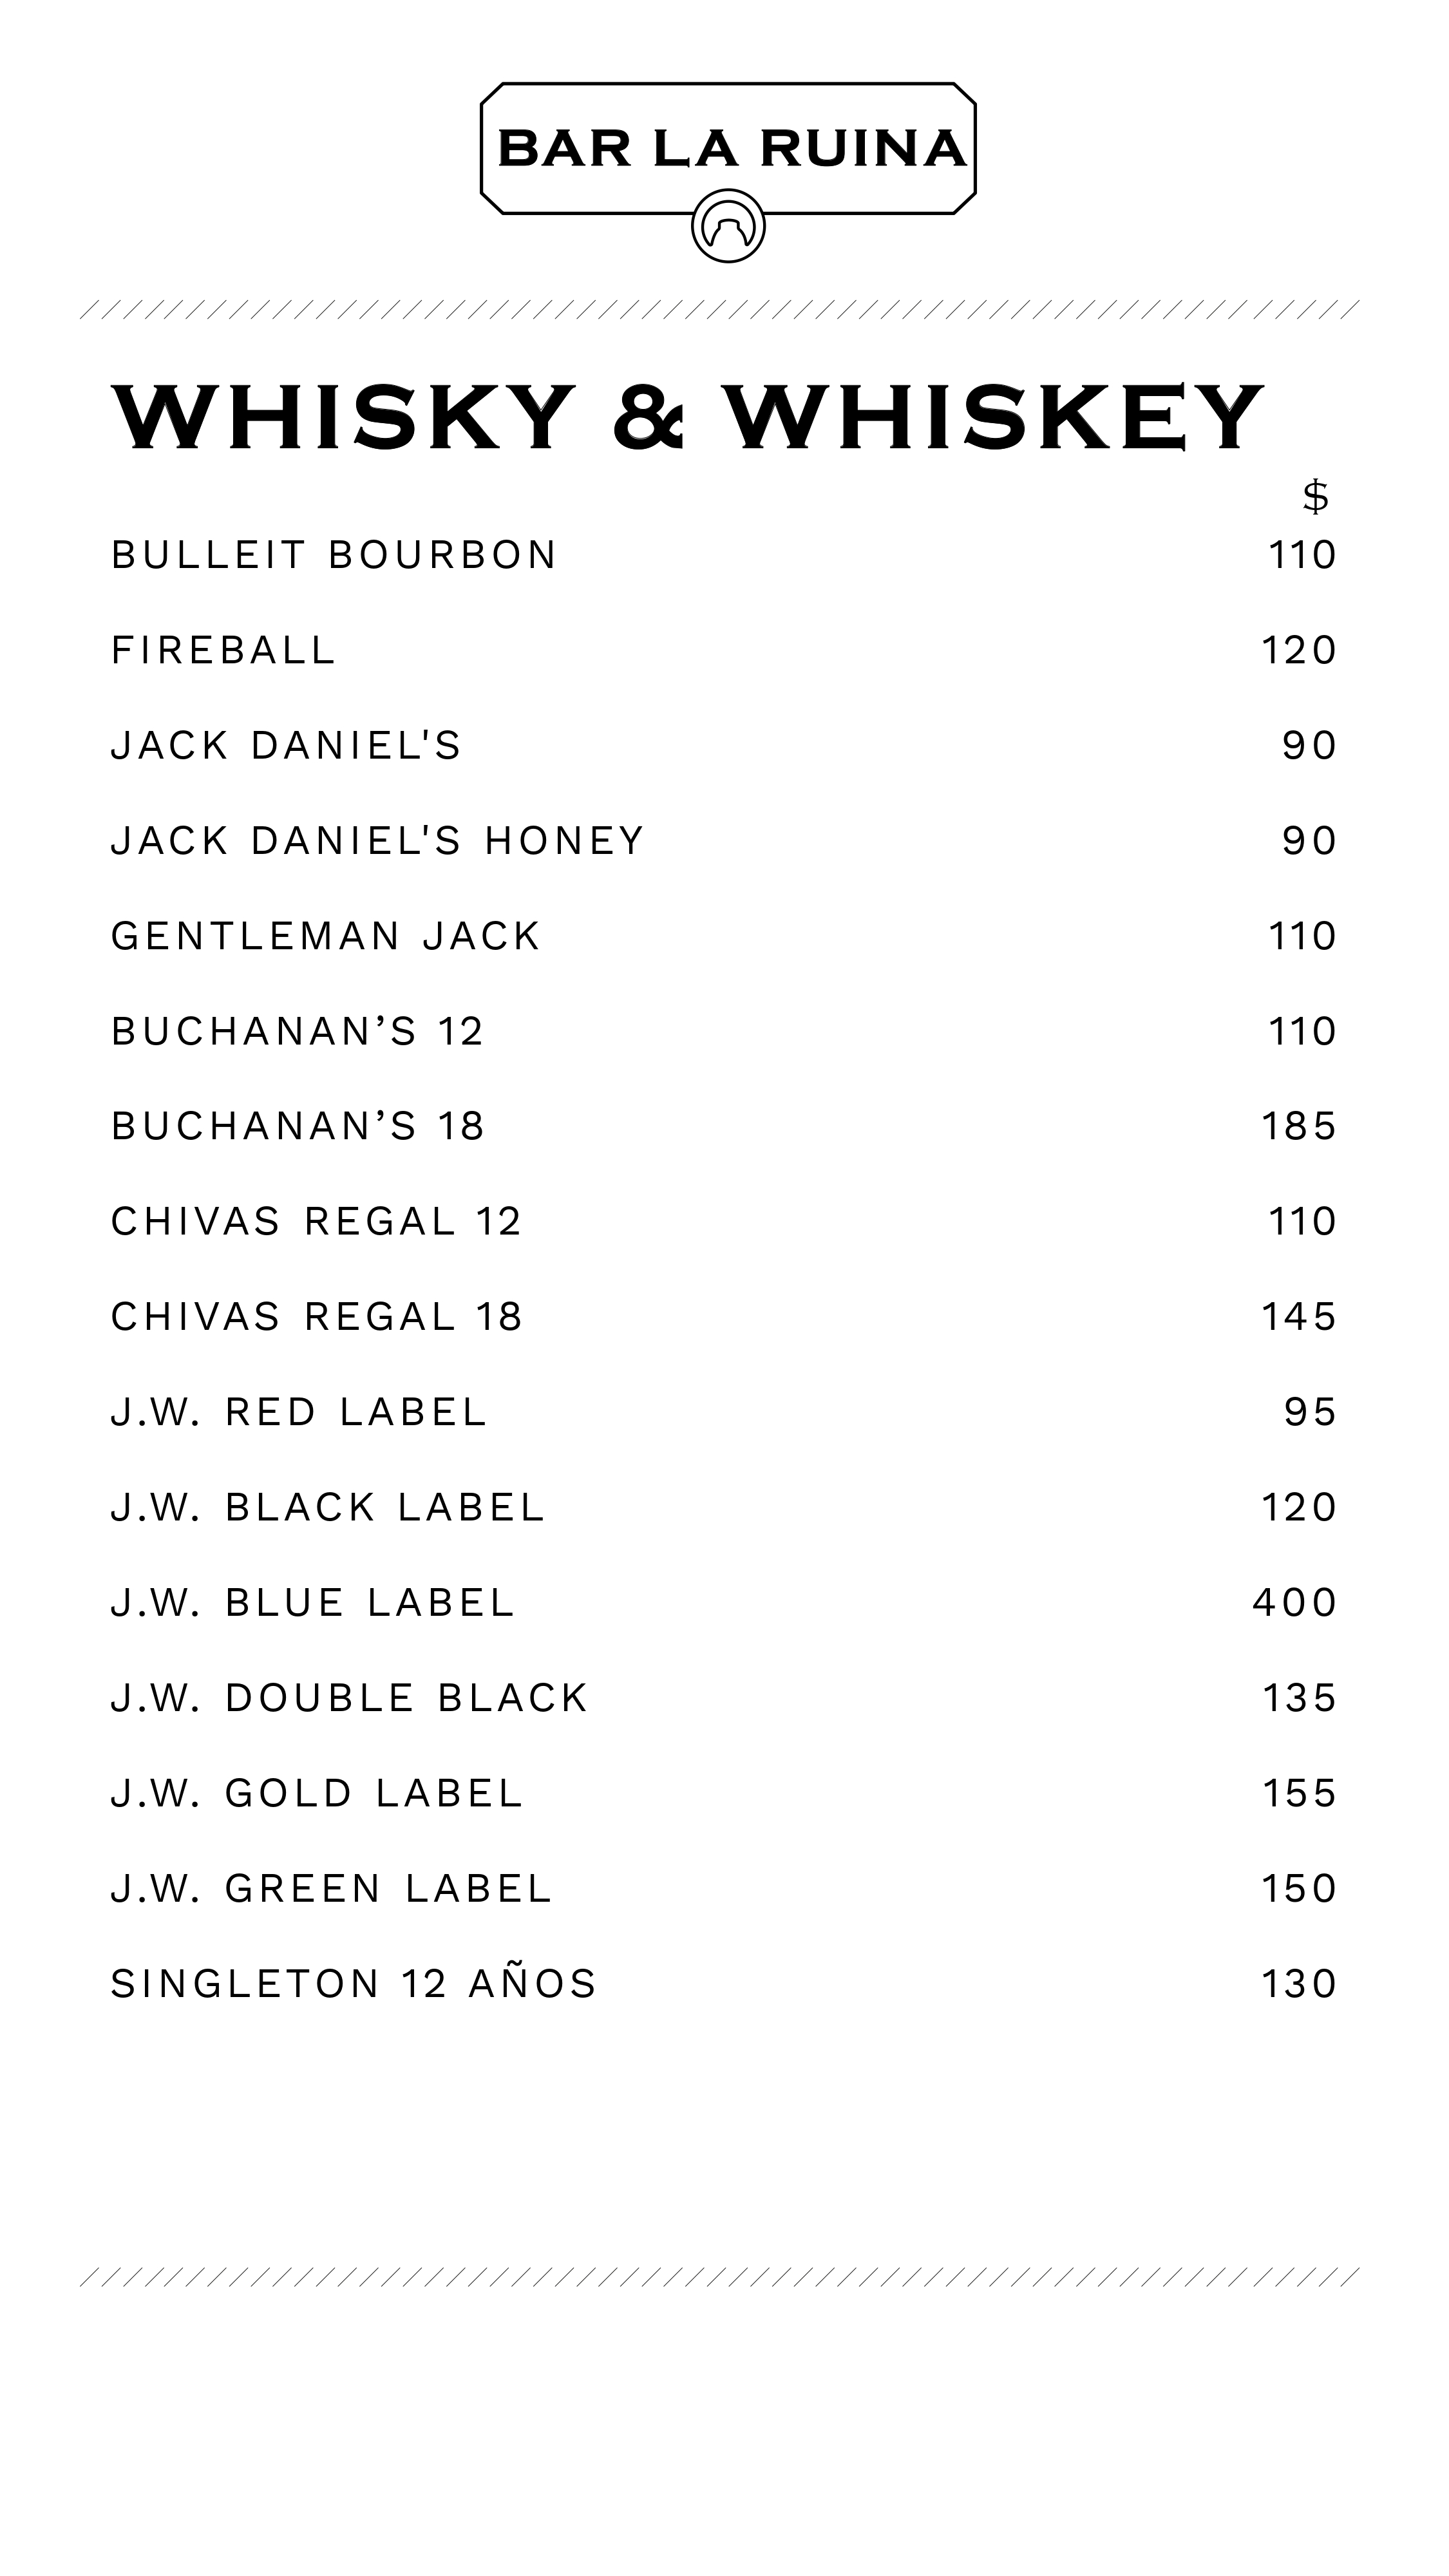 BAR LA RUINA
WHISKY & WHISKEY
$
BULLEIT BOURBON 110
FIREBALL 120
JACK DANIEL'S 90
JACK DANIEL'S HONEY 90
GENTLEMAN JACK 110
BUCHANAN’S 12 110
BUCHANAN’S 18 185
CHIVAS REGAL 12 110
CHIVAS REGAL 18 145
J.W. RED LABEL 95
J.W. BLACK LABEL 120
J.W. BLUE LABEL 400
J.W. DOUBLE BLACK 135
J.W. GOLD LABEL 155
J.W. GREEN LABEL 150
SINGLETON 12 AÑOS 130